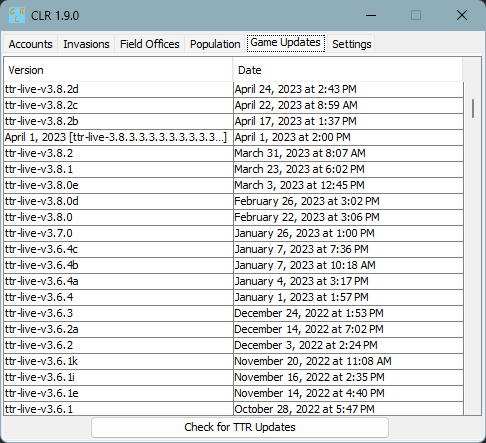 CLR 1.9.0
Accounts Invasions Field Offices Population Game Updates Settings
Version Date
ttr-live-v3.8.2d April 24, 2023 at 2:43 PM
ttr-live-v3.8.2c April 22, 2023 at 8:59 AM
ttr-live-v3.8.2b April 17, 2023 at 1:37 PM
April 1, 2023 [ttr-live-3.8.3.3.3.3.3.3.3.3...] April 1, 2023 at 2:00 PM
ttr-live-v3.8.2 March 31, 2023 at 8:07 AM
ttr-live-v3.8.1 March 23, 2023 at 6:02 PM
ttr-live-v3.8.0e March 3, 2023 at 12:45 PM
ttr-live-v3.8.0d February 26, 2023 at 3:02 PM
ttr-live-v3.8.0 February 22, 2023 at 3:06 PM
ttr-live-v3.7.0 January 26, 2023 at 1:00 PM
ttr-live-v3.6.4c January 7, 2023 at 7:36 PM
ttr-live-v3.6.4b January 7, 2023 at 10:18 AM
ttr-live-v3.6.4a January 4, 2023 at 3:17 PM
ttr-live-v3.6.4 January 4, 2023 at 1:57 PM
ttr-live-v3.6.3 December 24, 2022 at 1:53 PM
ttr-live-v3.6.2a December 14, 2022 at 7:02 PM
ttr-live-v3.6.2 December 3, 2022 at 2:24 PM
ttr-live-v3.6.1k November 20, 2022 at 11:08 AM
ttr-live-v3.6.1i November 16, 2022 at 2:35 PM
ttr-live-v3.6.1e November 14, 2022 at 4:40 PM
ttr-live-v3.6.1 October 28, 2022 at 5:47 PM
Check for TTR Updates